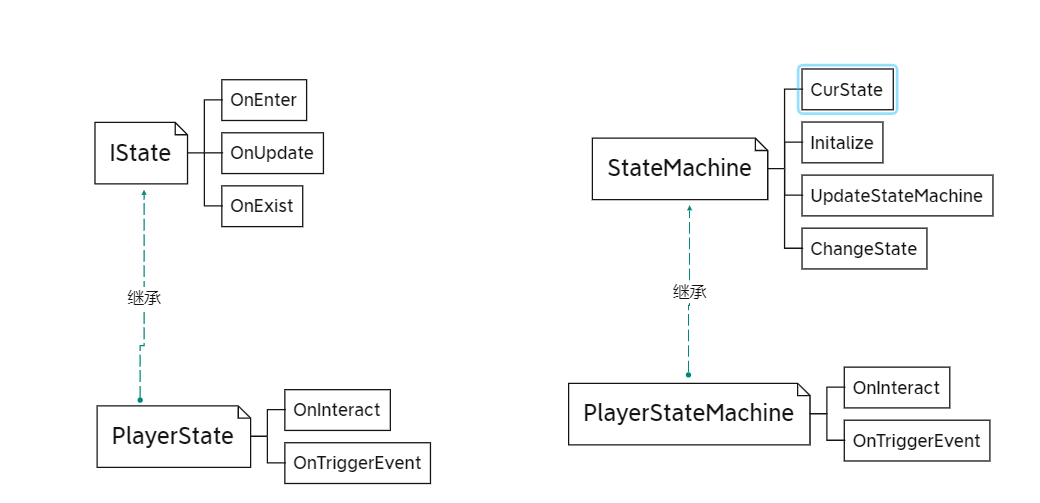 IState
OnEnter
OnUpdate
OnExist
继承
PlayerState
OnInteract
OnTriggerEvent
StateMachine
CurState
Initalize
UpdateStateMachine
ChangeState
继承
PlayerStateMachine
OnInteract
OnTriggerEvent